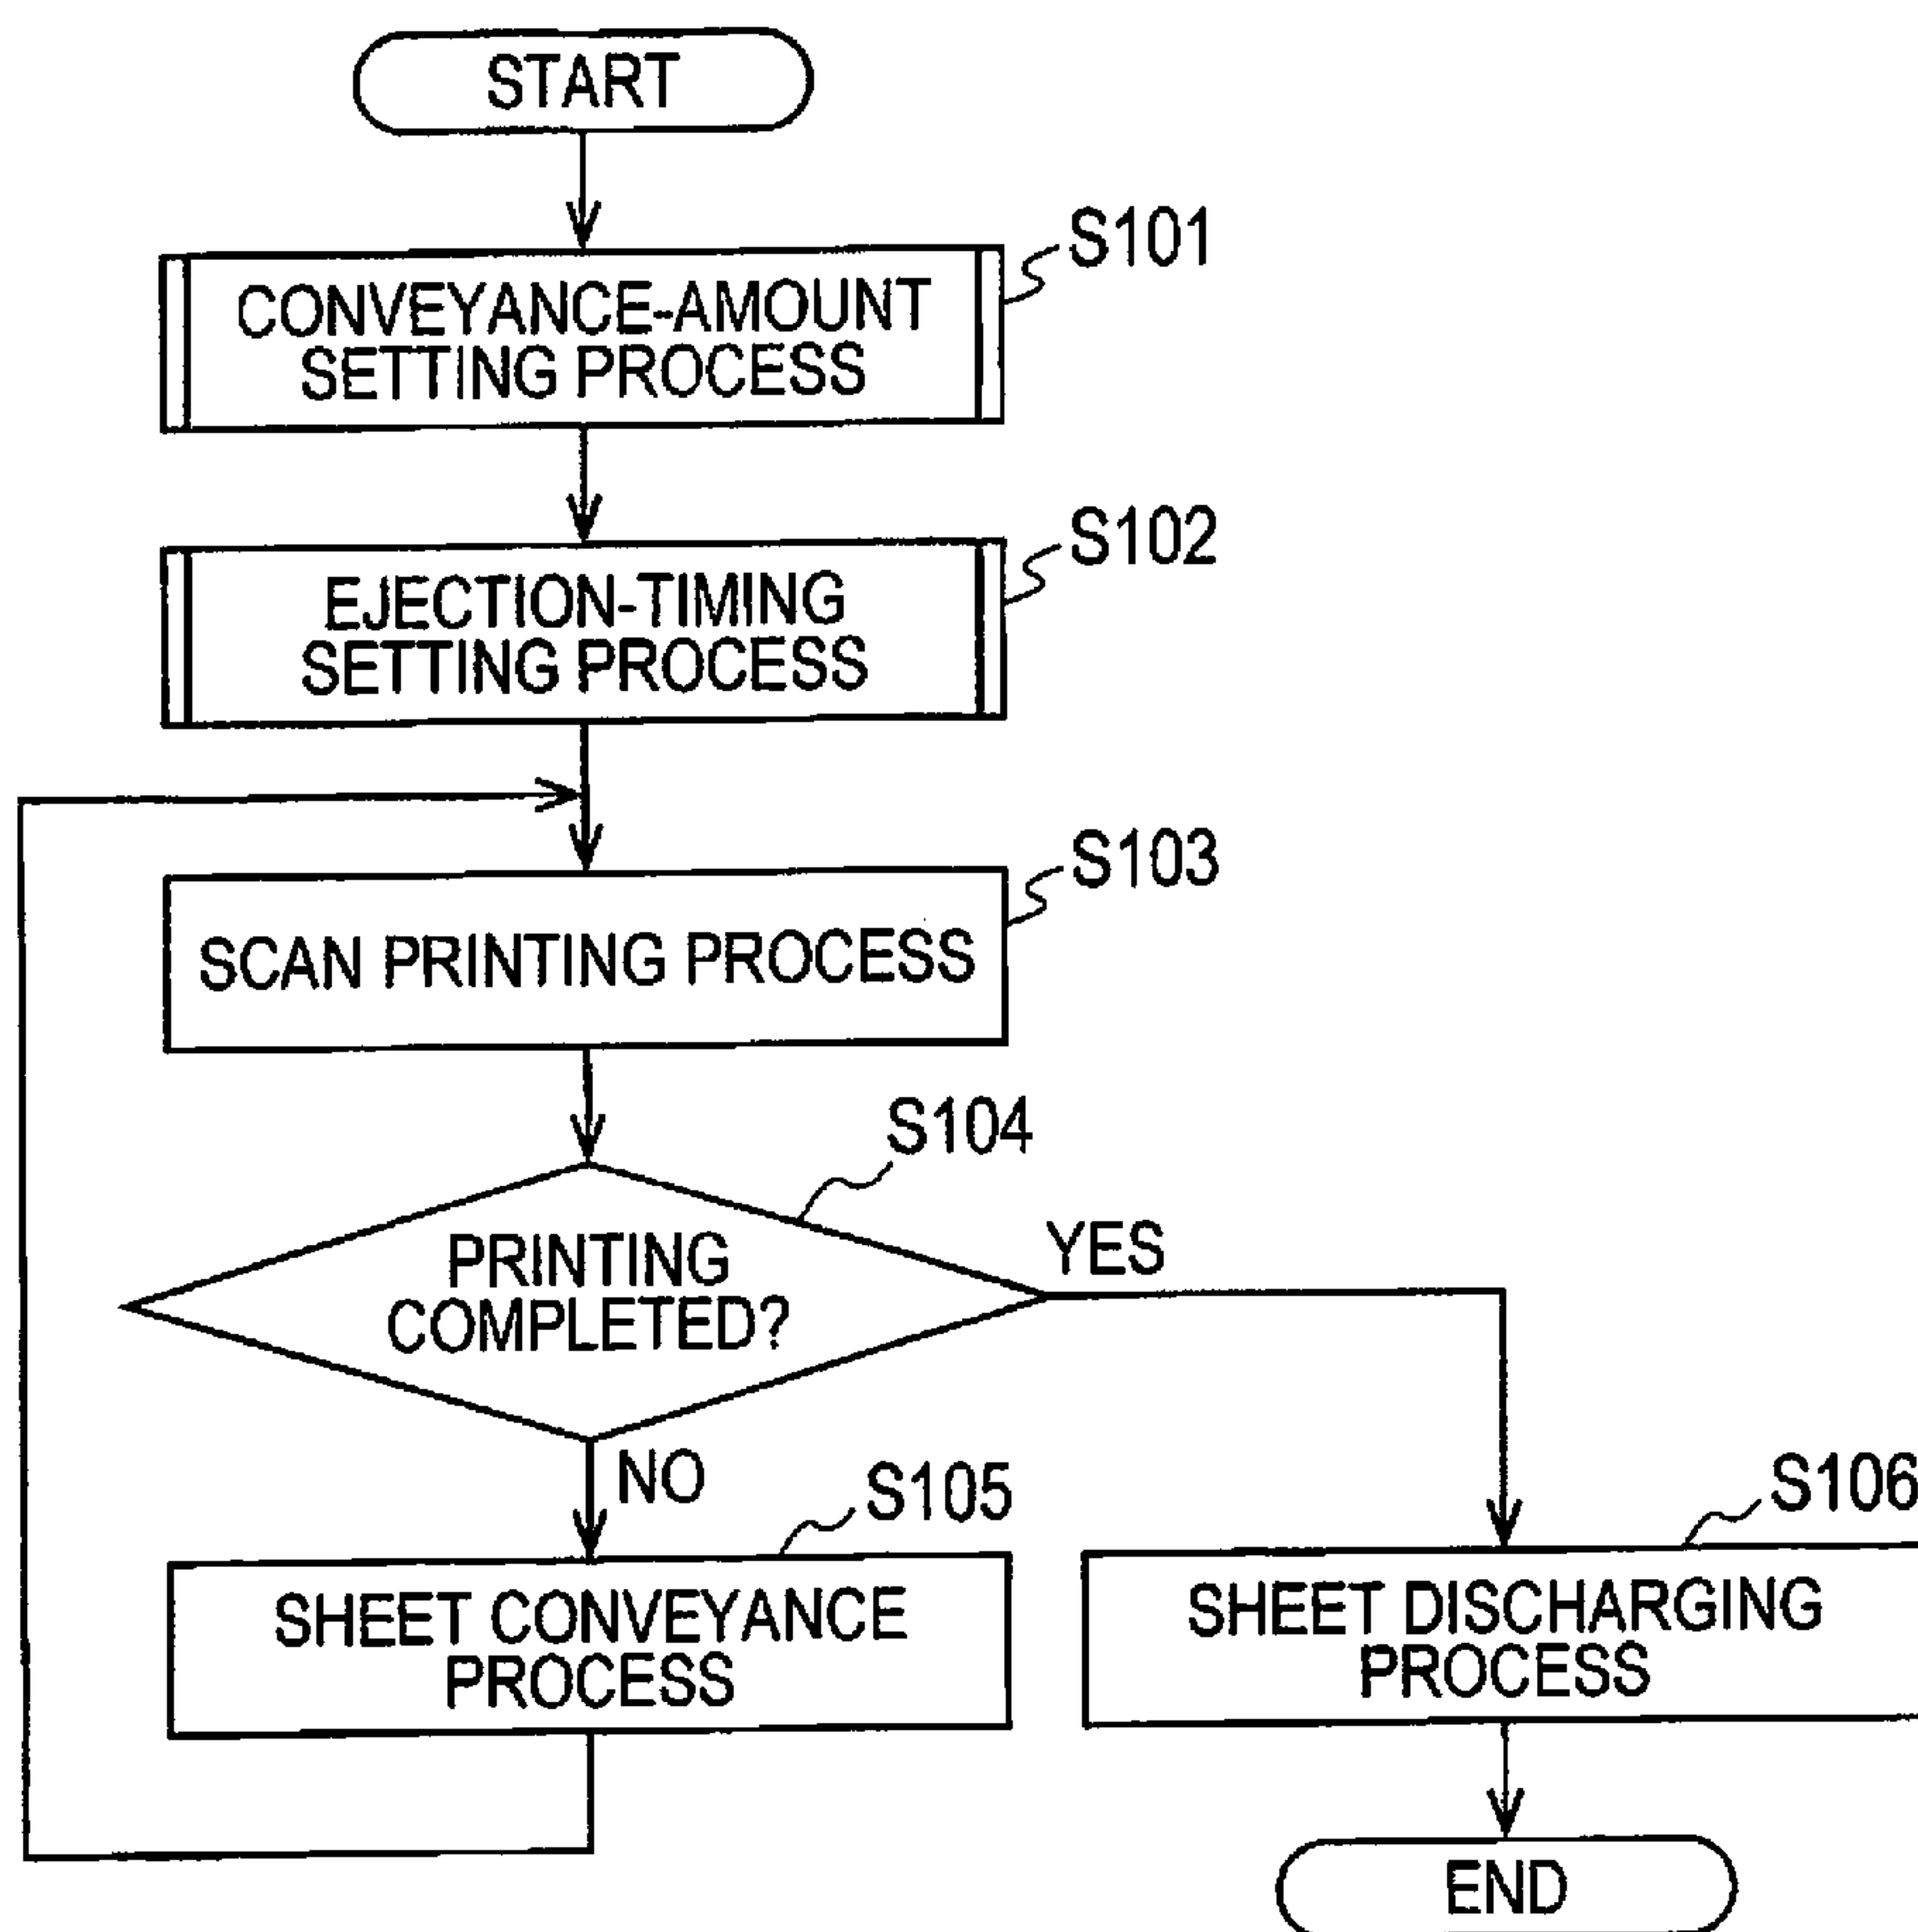 START
S101
CONVEYANCE-AMOUNT
SETTING PROCESS
S102
EJECTION-TIMING
SETTING PROCESS
S103
SCAN PRINTING PROCESS
S104
PRINTING
COMPLETED?
YES
NO
S105
SHEET CONVEYANCE
PROCESS
S106
SHEET DISCHARGING
PROCESS
END